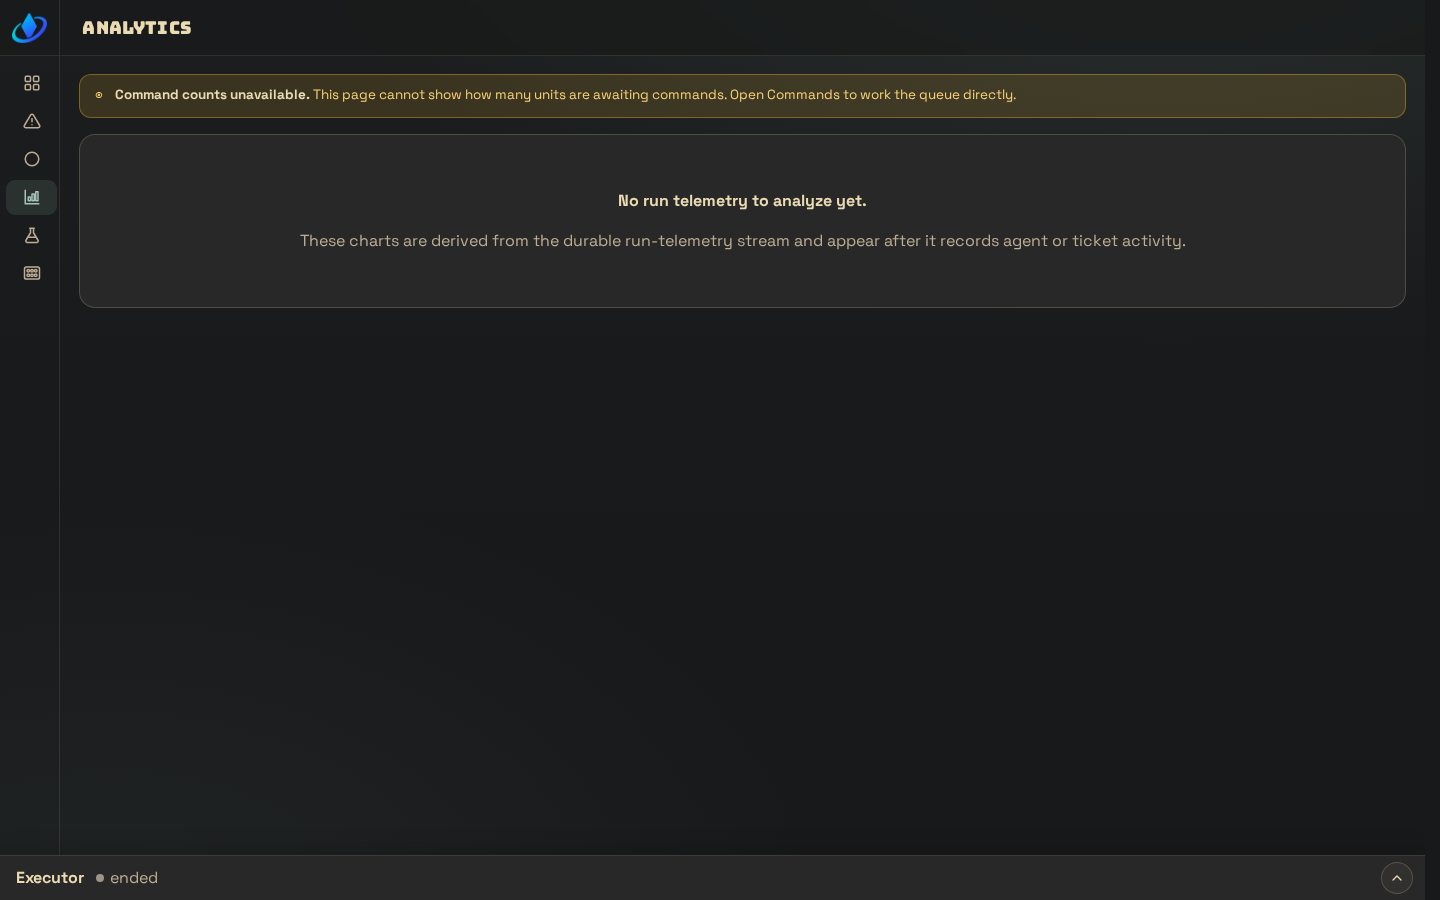 ANALYTICS
Command counts unavailable. This page cannot show how many units are awaiting commands. Open Commands to work the queue directly.
No run telemetry to analyze yet.
These charts are derived from the durable run-telemetry stream and appear after it records agent or ticket activity.
Executor ended